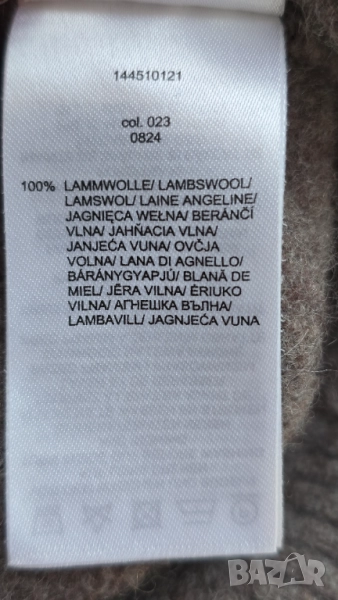 144510121
col. 023
0824
100% LAMMWOLLE/ LAMBSWOOL/
LAMSWOL/ LAINE ANGELINE/
JAGNIĘCA WEŁNA/ BERÁNČÍ
VLNA/ JAHŇACIA VLNA/
JANJEĆA VUNA/ OVČJA
VOLNA/ LANA DI AGNELLO/
BÁRÁNYGYAPJÚ/ BLANĂ DE
MIEL/ JĒRA VILNA/ ĖRIUKO
VILNA/ АГНЕШКА ВЪЛНА/
LAMBAVILL/ JAGNJEĆA VUNA
BAZAR